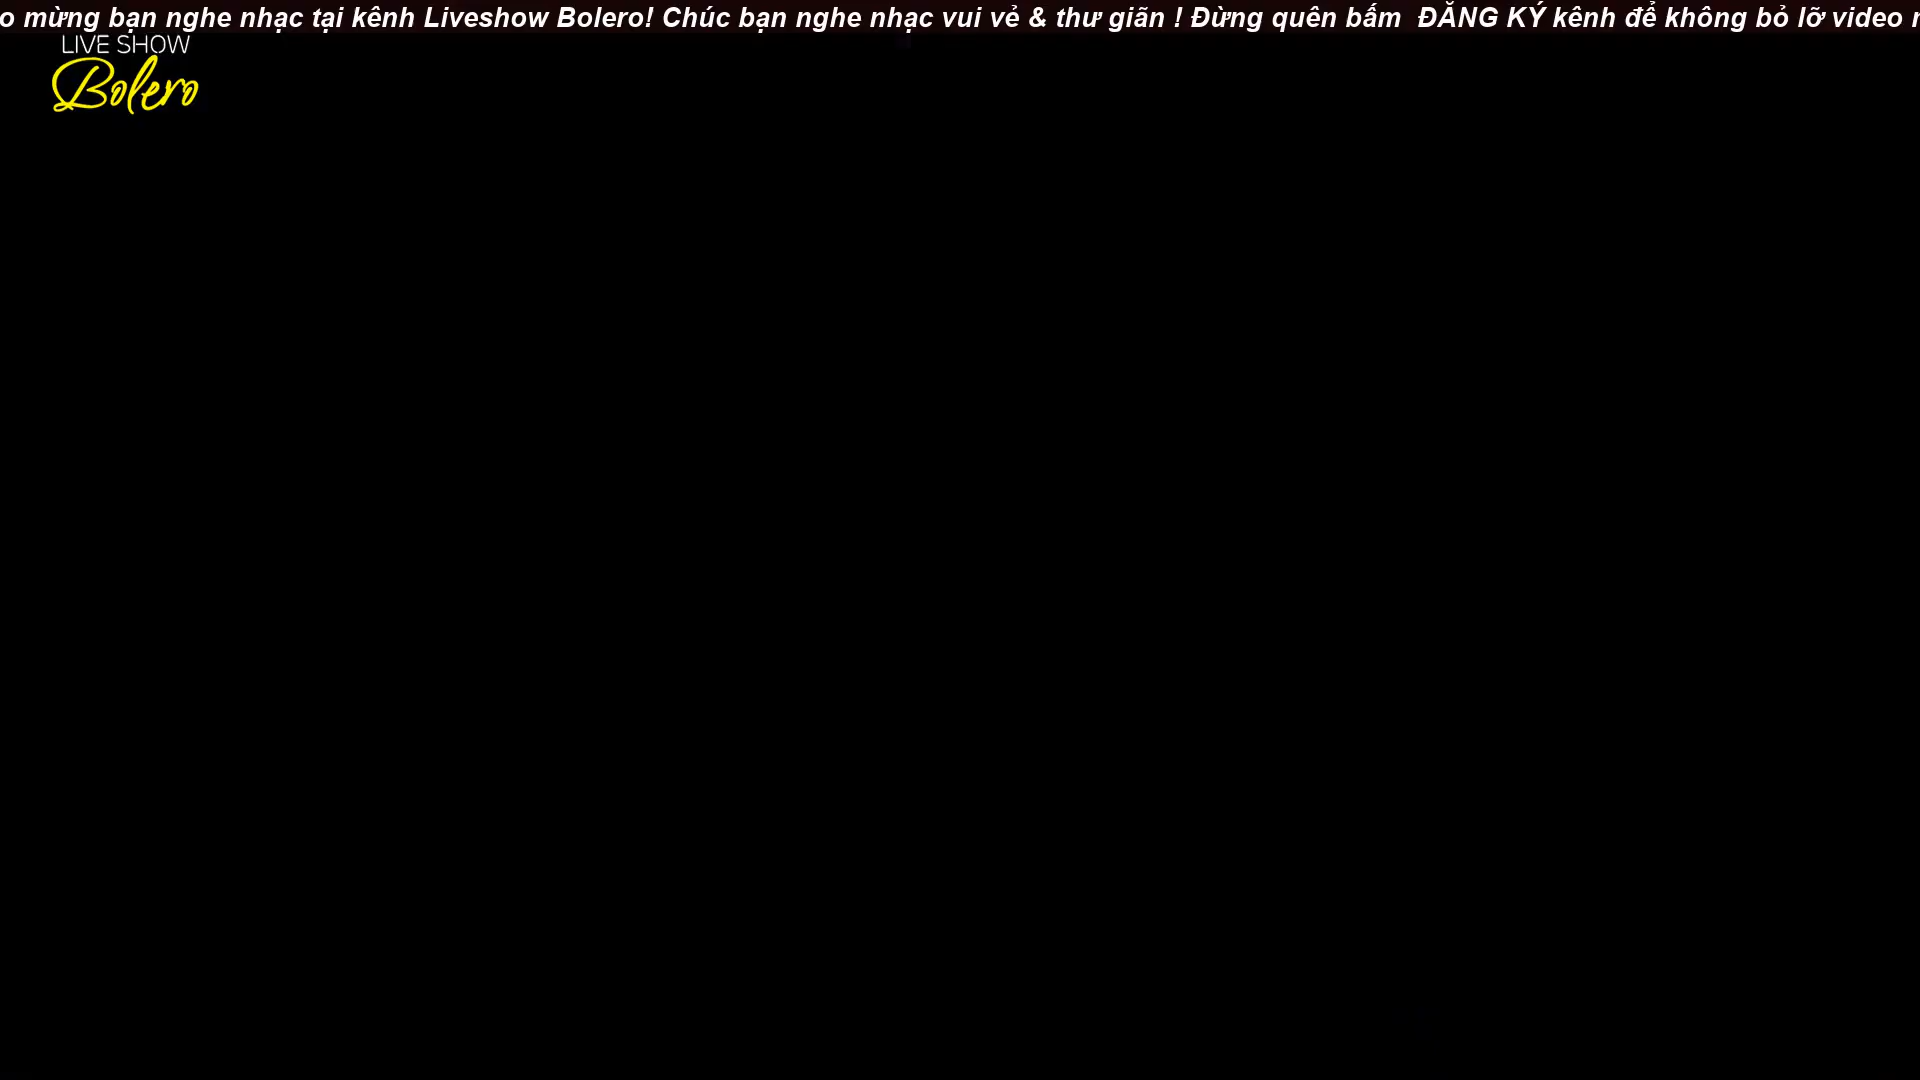 mừng bạn nghe nhạc tại kênh Liveshow Bolero! Chúc bạn nghe nhạc vui vẻ & thư giãn ! Đừng quên bấm  ĐĂNG KÝ kênh để không bỏ lỡ video
LIVE SHOW
Bolero